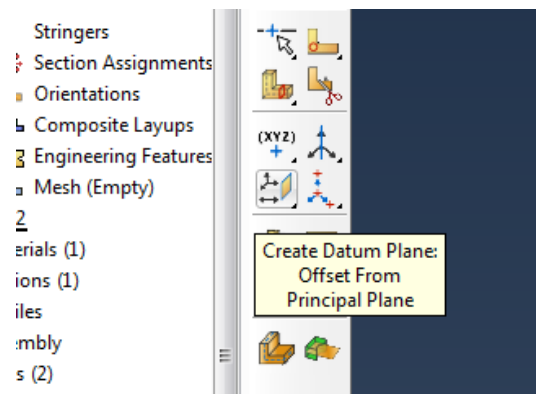 Stringers
Section Assignments
Orientations
Composite Layups
Engineering Features
Mesh (Empty)
2
erials (1)
ions (1)
iles
mbly
s (2)
(XYZ)
Create Datum Plane:
Offset From
Principal Plane